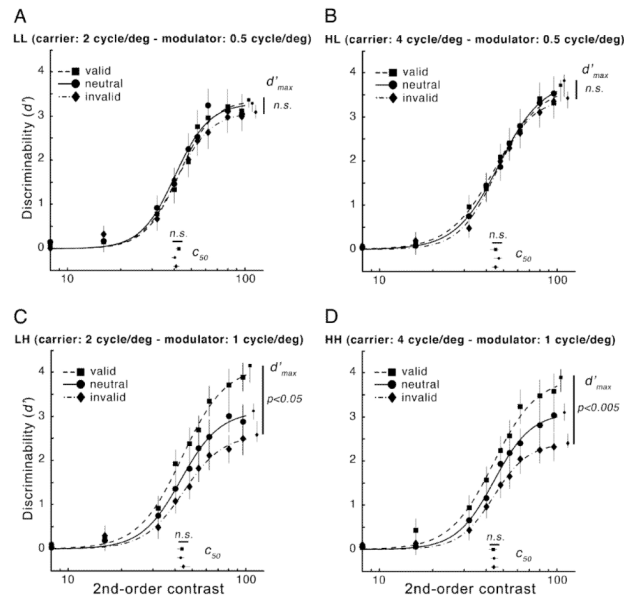 A
LL (carrier: 2 cycle/deg - modulator: 0.5 cycle/deg)
valid
neutral
invalid
d'max
n.s.
4
3
2
1
0
Discriminability (d')
n.s.
c50
10
100
B
HL (carrier: 4 cycle/deg - modulator: 0.5 cycle/deg)
valid
neutral
invalid
d'max
n.s.
4
3
2
1
0
n.s.
c50
10
100
C
LH (carrier: 2 cycle/deg - modulator: 1 cycle/deg)
valid
neutral
invalid
d'max
p<0.05
4
3
2
1
0
Discriminability (d')
n.s.
c50
10
100
2nd-order contrast
D
HH (carrier: 4 cycle/deg - modulator: 1 cycle/deg)
valid
neutral
invalid
d'max
p<0.005
4
3
2
1
0
n.s.
c50
10
100
2nd-order contrast